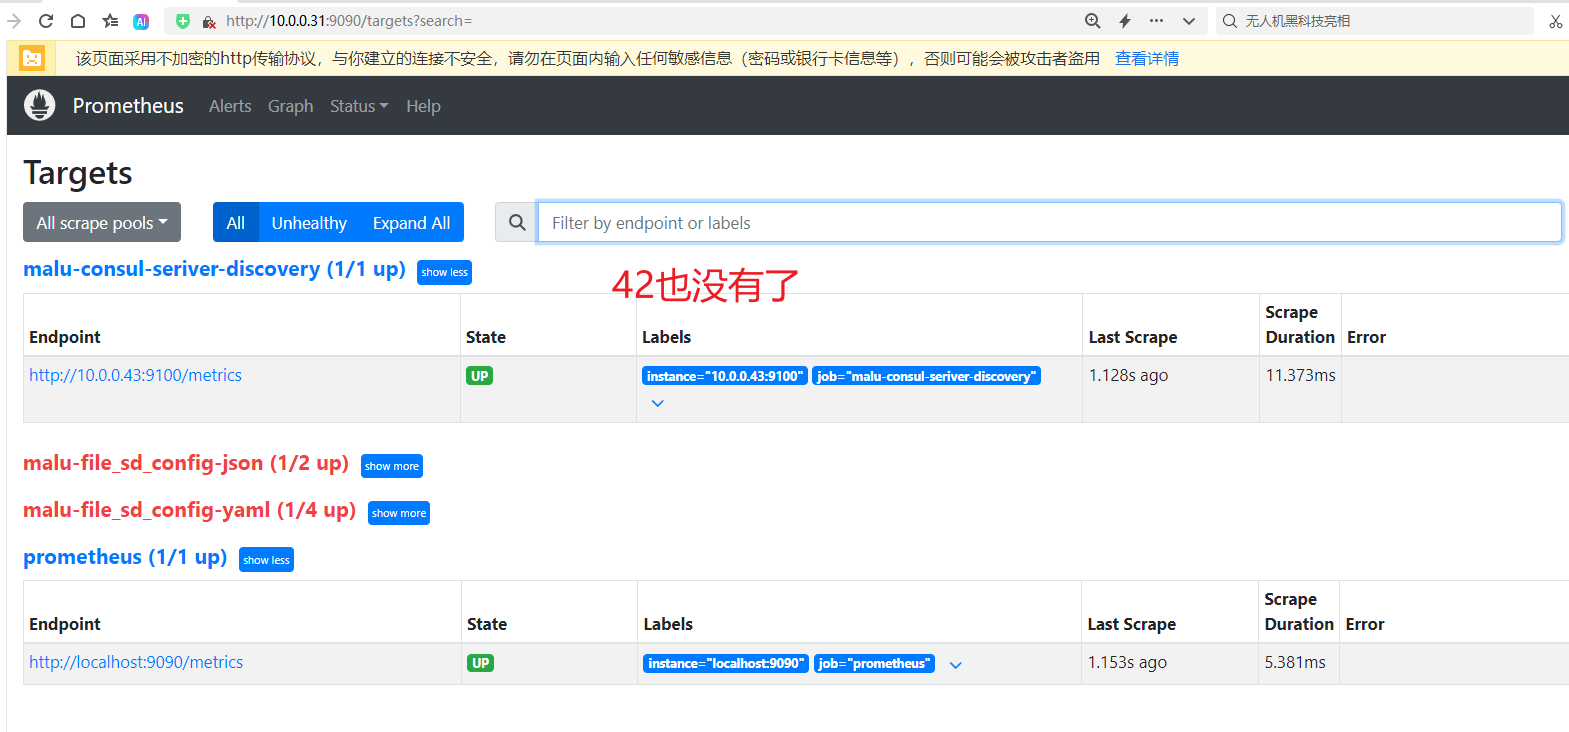 AI
http://10.0.0.31:9090/targets?search=
无人机黑科技亮相
该页面采用不加密的http传输协议，与你建立的连接不安全，请勿在页面内输入任何敏感信息（密码或银行卡信息等），否则可能会被攻击者盗用 查看详情
Prometheus Alerts Graph Status Help
Targets
All scrape pools All Unhealthy Expand All Filter by endpoint or labels
malu-consul-seriver-discovery (1/1 up) show less
42也没有了
Endpoint State Labels Last Scrape Scrape Duration Error
http://10.0.0.43:9100/metrics UP instance="10.0.0.43:9100" job="malu-consul-seriver-discovery" 1.128s ago 11.373ms
malu-file_sd_config-json (1/2 up) show more
malu-file_sd_config-yaml (1/4 up) show more
prometheus (1/1 up) show less
Endpoint State Labels Last Scrape Scrape Duration Error
http://localhost:9090/metrics UP instance="localhost:9090" job="prometheus" 1.153s ago 5.381ms